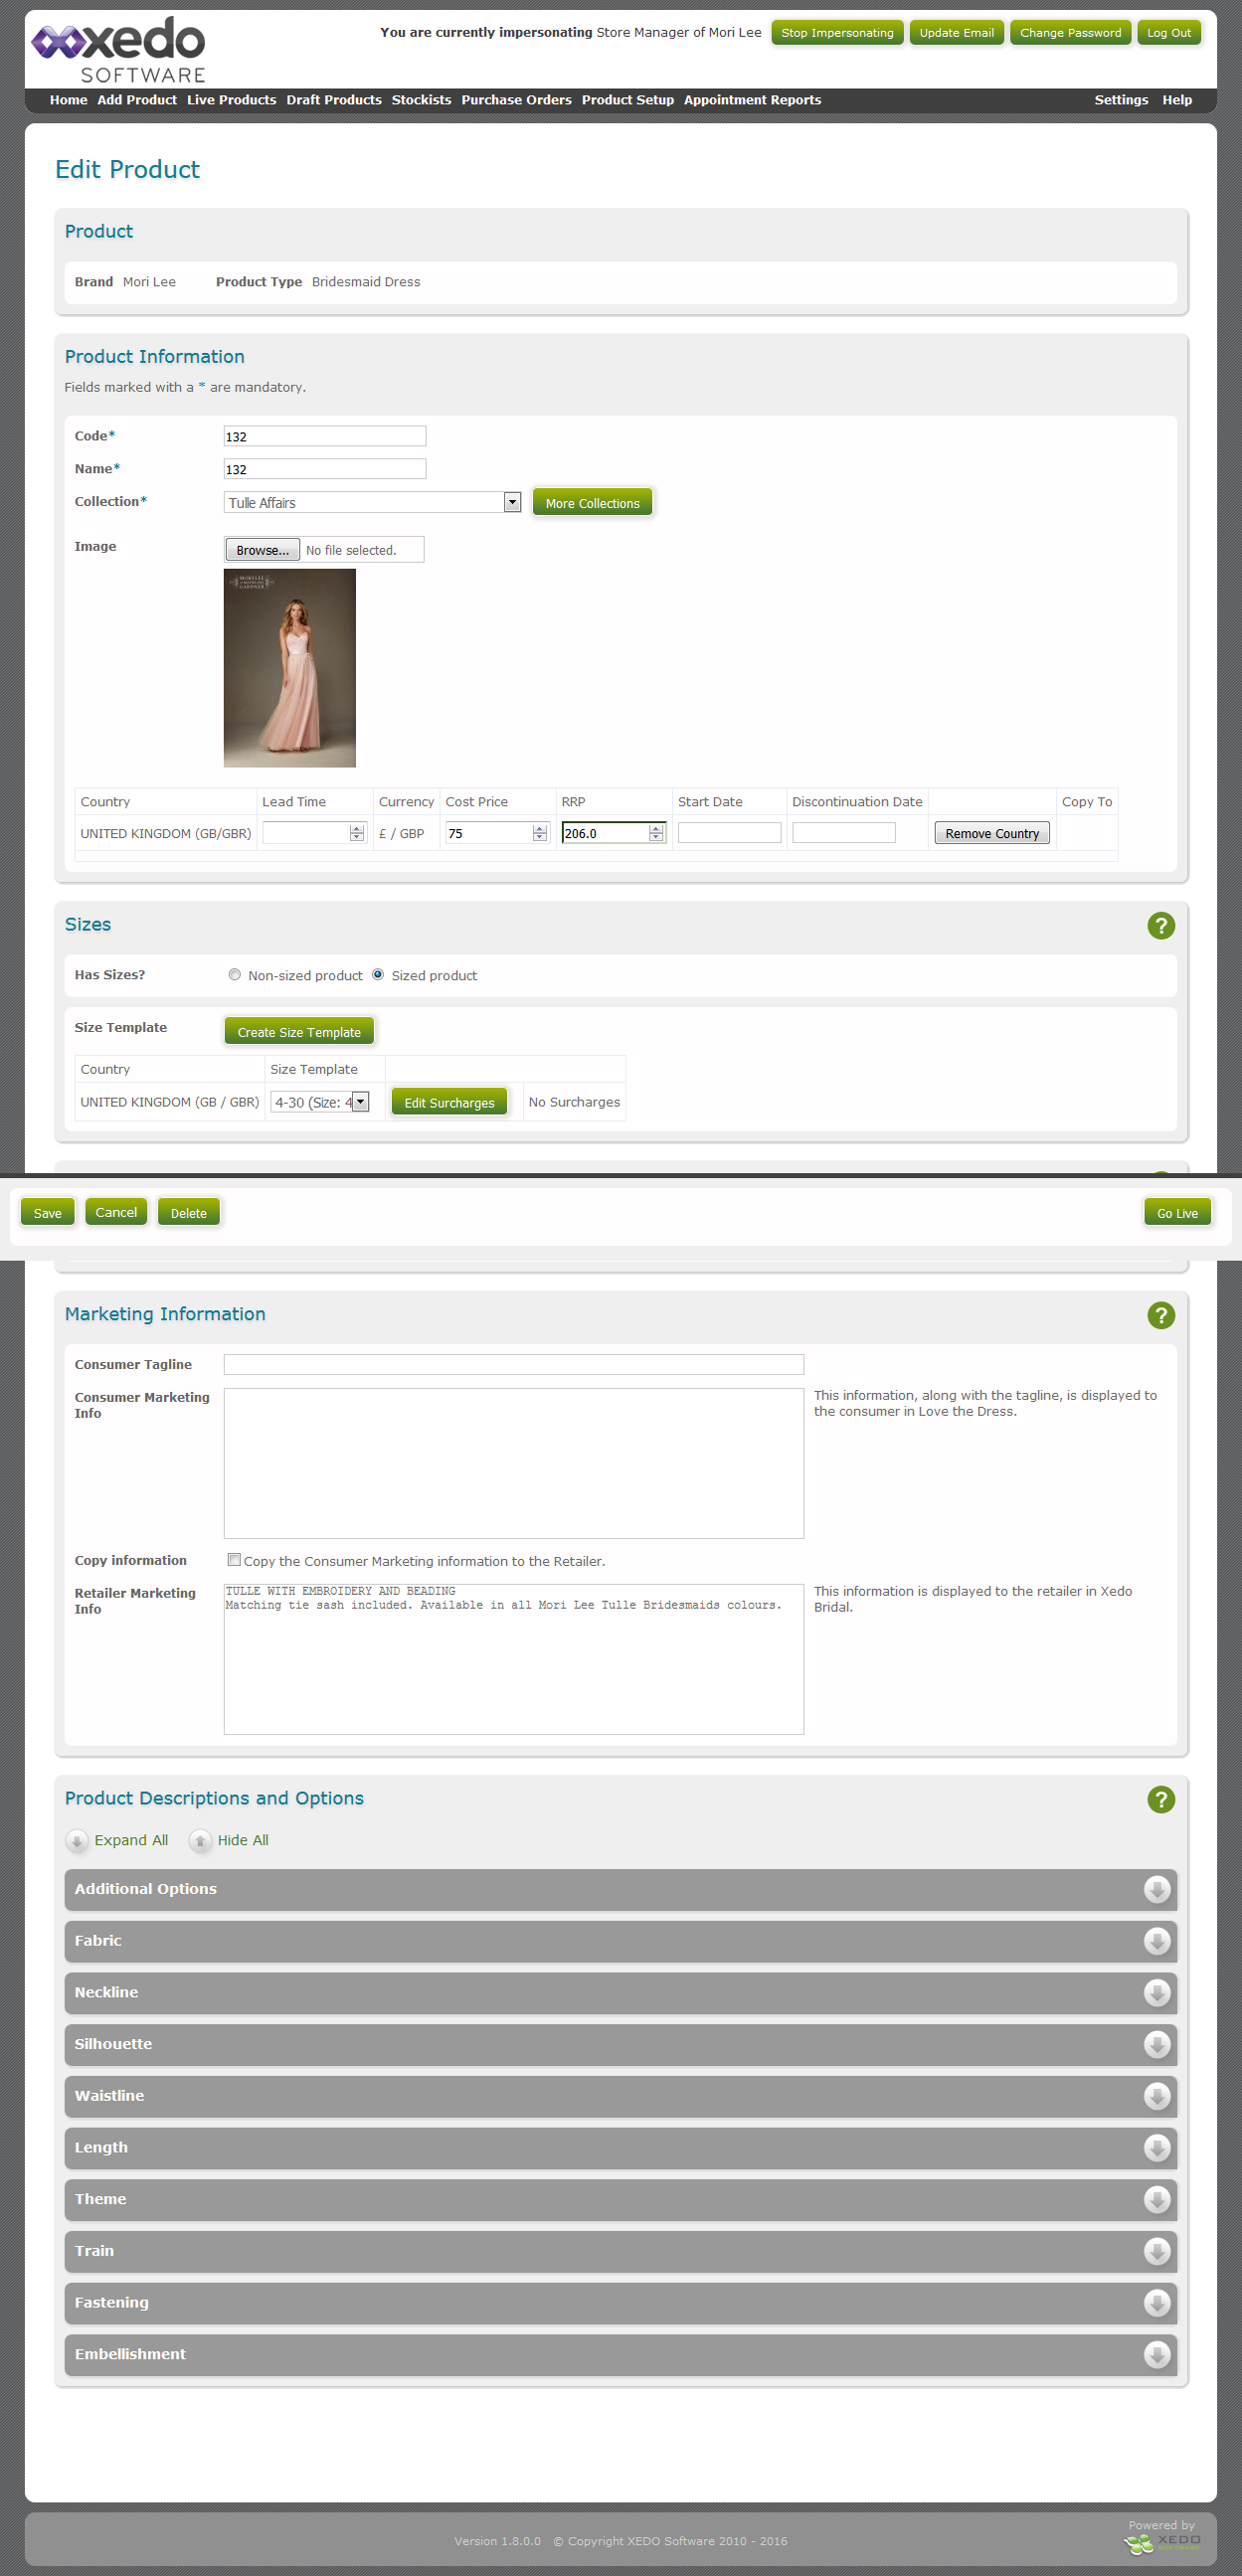 xedo
SOFTWARE
You are currently impersonating Store Manager of Mori Lee Stop Impersonating Update Email Change Password Log Out
Home Add Product Live Products Draft Products Stockists Purchase Orders Product Setup Appointment Reports Settings Help
Edit Product
Product
Brand Mori Lee Product Type Bridesmaid Dress
Product Information
Fields marked with a * are mandatory.
Code* 132
Name* 132
Collection* Tulle Affairs More Collections
Image Browse... No file selected.
MORI LEE
GARDNER
Country Lead Time Currency Cost Price RRP Start Date Discontinuation Date Copy To
UNITED KINGDOM (GB/GBR) £ / GBP 75 206.0 Remove Country
Sizes ?
Has Sizes? Non-sized product Sized product
Size Template Create Size Template
Country Size Template
UNITED KINGDOM (GB / GBR) 4-30 (Size: 4 Edit Surcharges No Surcharges
Save Cancel Delete Go Live
Marketing Information ?
Consumer Tagline
Consumer Marketing Info
This information, along with the tagline, is displayed to
the consumer in Love the Dress.
Copy information Copy the Consumer Marketing information to the Retailer.
Retailer Marketing Info
TULLE WITH EMBROIDERY AND BEADING
Matching tie sash included. Available in all Mori Lee Tulle Bridesmaids colours.
This information is displayed to the retailer in Xedo
Bridal.
Product Descriptions and Options ?
Expand All Hide All
Additional Options
Fabric
Neckline
Silhouette
Waistline
Length
Theme
Train
Fastening
Embellishment
Version 1.8.0.0 © Copyright XEDO Software 2010 - 2016
Powered by
XEDO
SOFTWARE